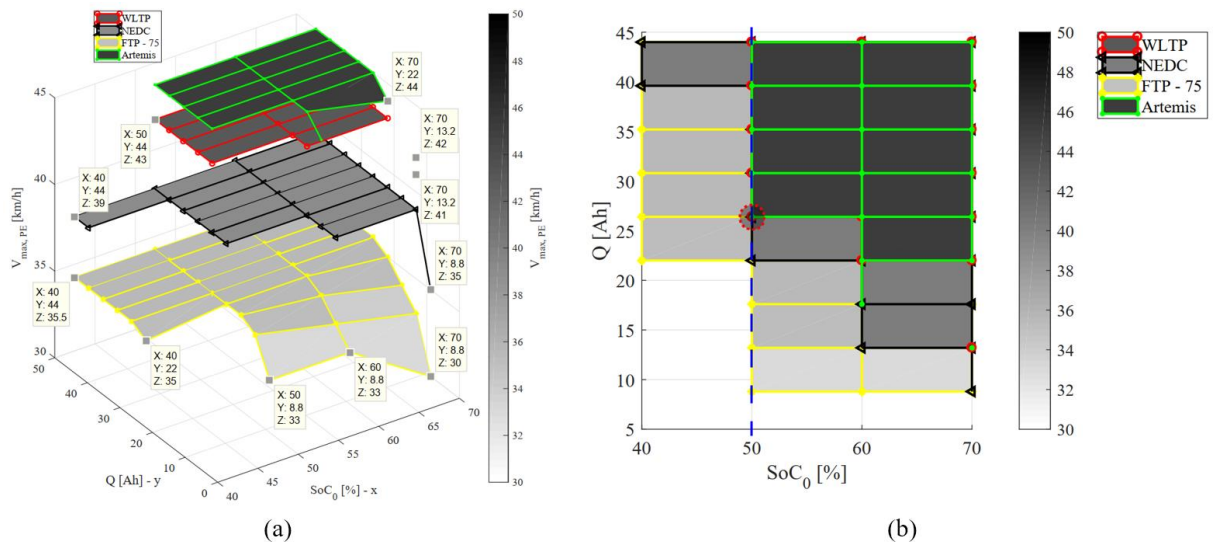 WLTP
NEDC
FTP - 75
Artemis
45
40
35
30
V_max, PE [km/h]
50
40
30
20
10
0
Q [Ah] - y
40
45
50
55
60
65
70
SoC_0 [%] - x
X: 50
Y: 44
Z: 43
X: 40
Y: 44
Z: 39
X: 40
Y: 44
Z: 35.5
X: 40
Y: 22
Z: 35
X: 50
Y: 8.8
Z: 33
X: 60
Y: 8.8
Z: 33
X: 70
Y: 22
Z: 44
X: 70
Y: 13.2
Z: 42
X: 70
Y: 13.2
Z: 41
X: 70
Y: 8.8
Z: 35
X: 70
Y: 8.8
Z: 30
50
48
46
44
42
40
38
36
34
32
30
V_max, PE [km/h]
(a)
45
40
35
30
25
20
15
10
5
Q [Ah]
40
50
60
70
SoC_0 [%]
50
48
46
44
42
40
38
36
34
32
30
WLTP
NEDC
FTP - 75
Artemis
(b)